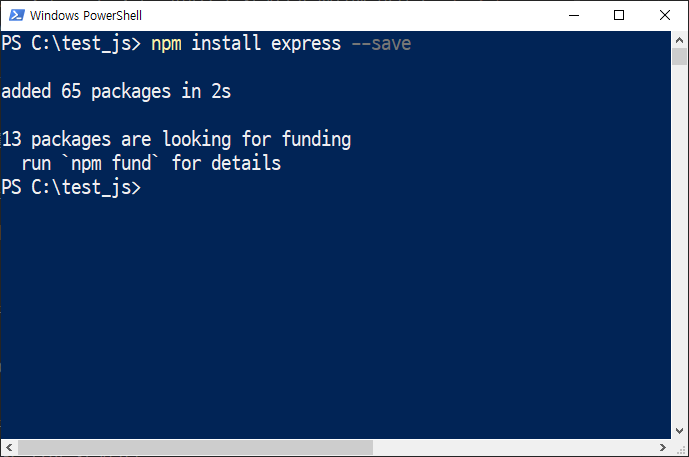 Windows PowerShell
PS C:\test_js> npm install express --save
added 65 packages in 2s
13 packages are looking for funding
  run `npm fund` for details
PS C:\test_js>